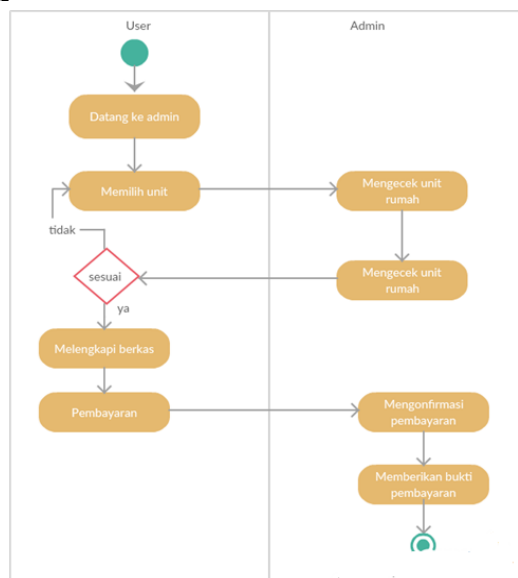 User
Admin
Datang ke admin
Memilih unit
Mengecek unit
rumah
tidak
sesuai
Mengecek unit
rumah
ya
Melengkapi berkas
Pembayaran
Mengonfirmasi
pembayaran
Memberikan bukti
pembayaran